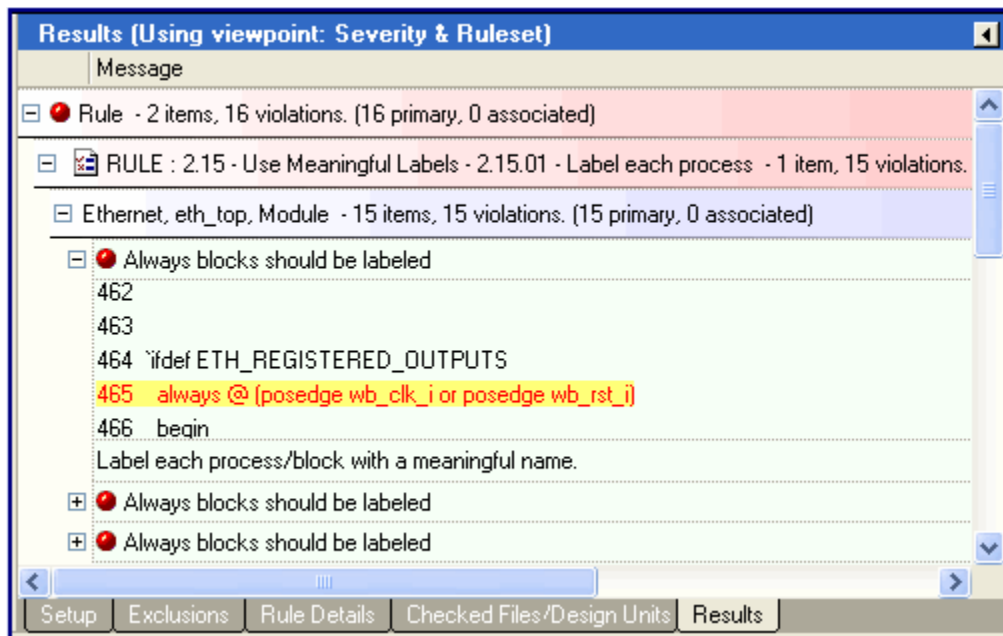 Results (Using viewpoint: Severity & Ruleset)
Message
Rule - 2 items, 16 violations. (16 primary, 0 associated)
RULE : 2.15 - Use Meaningful Labels - 2.15.01 - Label each process - 1 item, 15 violations.
Ethernet, eth_top, Module - 15 items, 15 violations. (15 primary, 0 associated)
Always blocks should be labeled
462
463
464 `ifdef ETH_REGISTERED_OUTPUTS
465 always @ (posedge wb_clk_i or posedge wb_rst_i)
466 begin
Label each process/block with a meaningful name.
Always blocks should be labeled
Always blocks should be labeled
Setup Exclusions Rule Details Checked Files/Design Units Results